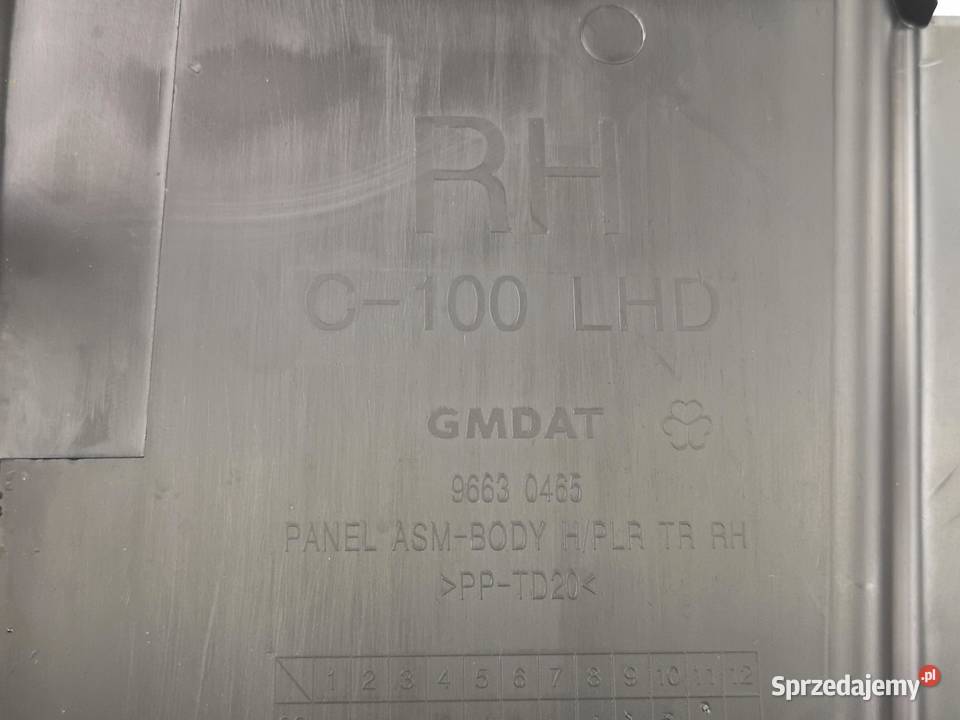 RH
C-100 LHD
GMDAT
9663 0465
PANEL ASM-BODY H/PLR TR RH
>PP-TD20<
1 2 3 4 5 6 7 8 9 10 11 12
Sprzedajemy.pl